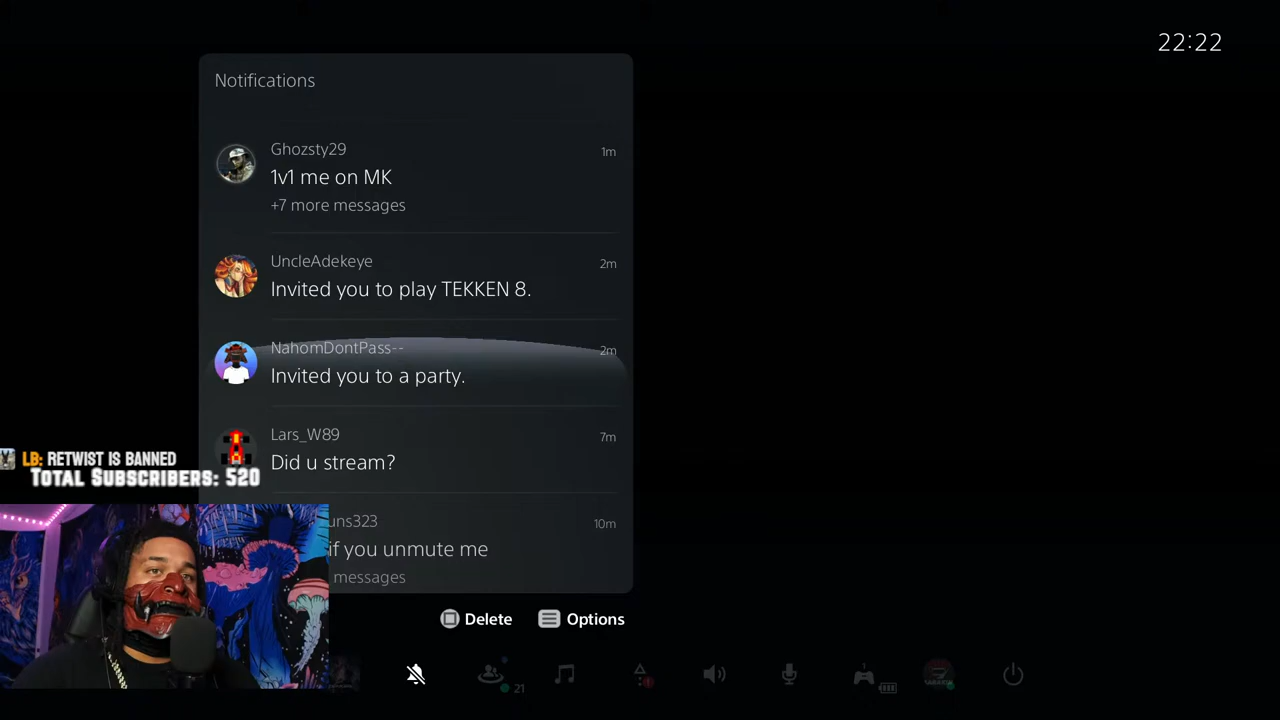 22:22
Notifications
Ghozsty29
1m
1v1 me on MK
+7 more messages
UncleAdekeye
2m
Invited you to play TEKKEN 8.
NahomDontPass--
2m
Invited you to a party.
Lars_W89
7m
Did u stream?
LB: RETWIST IS BANNED
TOTAL SUBSCRIBERS: 520
uns323
10m
if you unmute me
messages
Delete
Options
21
1